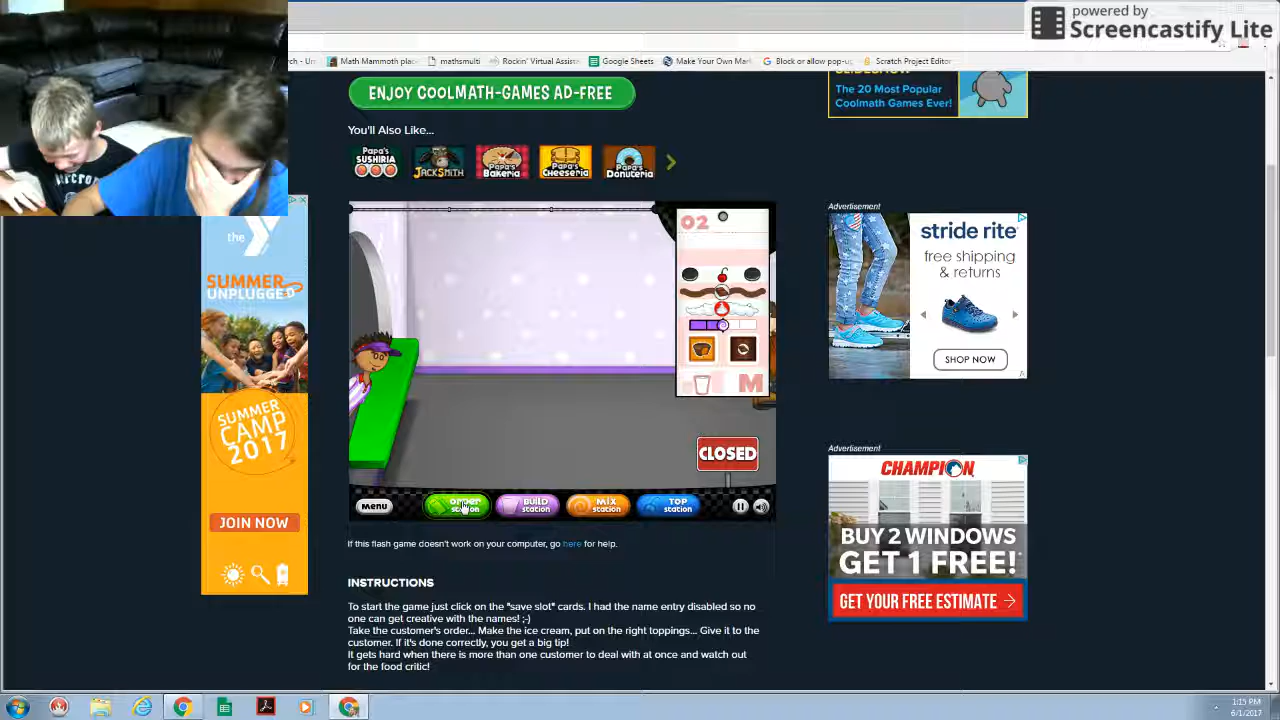 powered by
Screencastify Lite
Math Mammoth place
mathsmulti
Rockin' Virtual Assista
Google Sheets
Make Your Own Mad
Block or allow pop-up
Scratch Project Editor
ENJOY COOLMATH-GAMES AD-FREE
The 20 Most Popular
Coolmath Games Ever!
You'll Also Like...
Papa's
SUSHIRIA
JACKSMITH
Papa's
Bakeria
Papa's
Cheeseria
Papa's
Donuteria
the Y
SUMMER
UNPLUGGED
SUMMER
CAMP
2017
JOIN NOW
02
M
CLOSED
Menu
ORDER
station
BUILD
station
MIX
station
TOP
station
Advertisement
stride rite
free shipping
& returns
SHOP NOW
Advertisement
CHAMPION
BUY 2 WINDOWS
GET 1 FREE!
GET YOUR FREE ESTIMATE
If this flash game doesn't work on your computer, go here for help.
INSTRUCTIONS
To start the game just click on the "save slot" cards. I had the name entry disabled so no
one can get creative with the names! ;-)
Take the customer's order... Make the ice cream, put on the right toppings... Give it to the
customer. If it's done correctly, you get a big tip!
It gets hard when there is more than one customer to deal with at once and watch out
for the food critic!
1:15 PM
6/1/2017